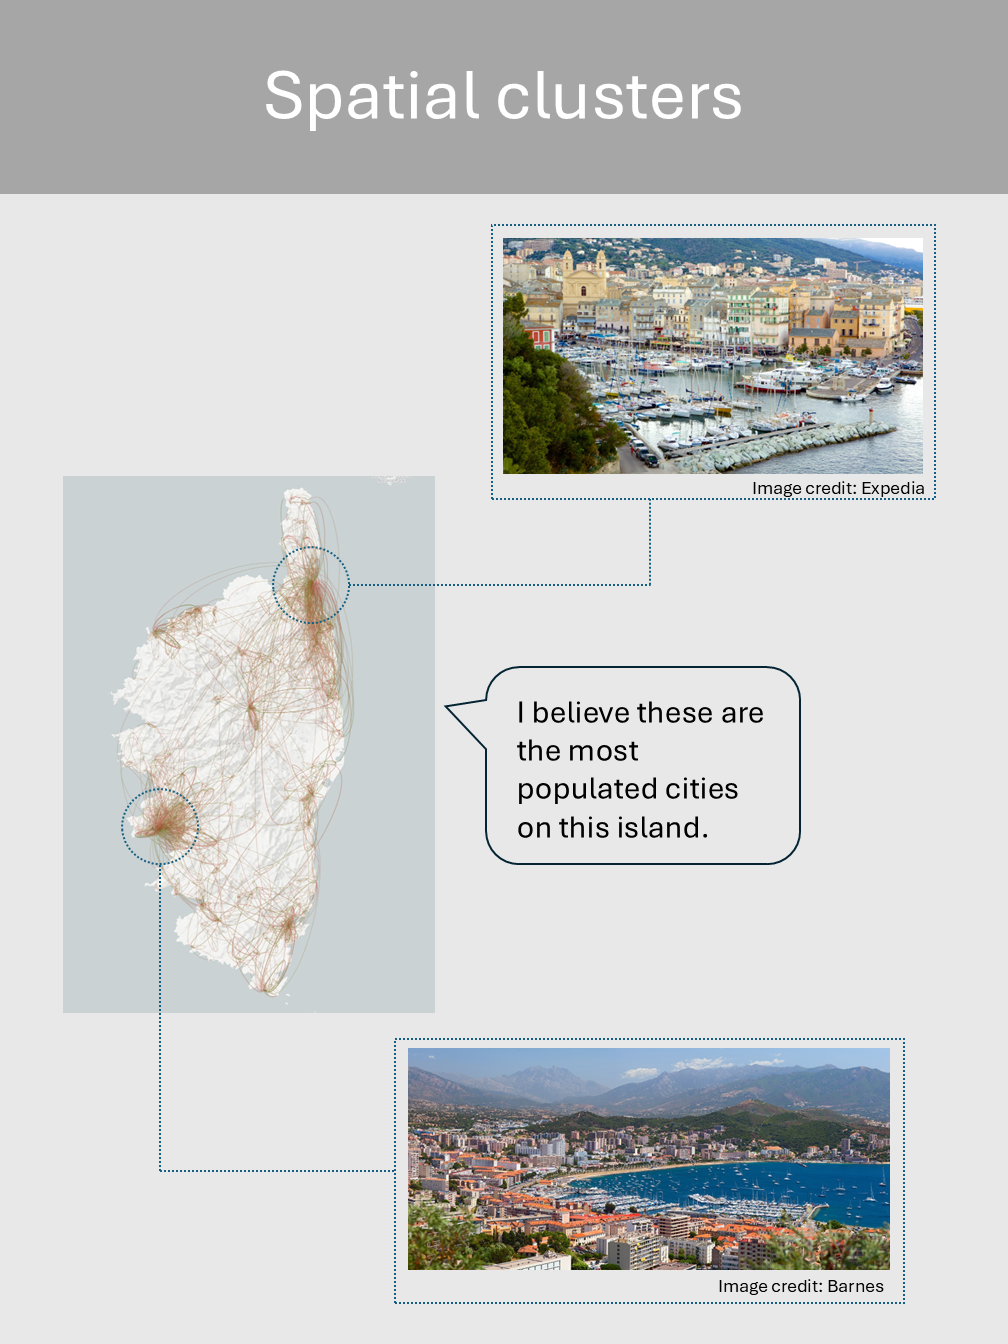 Spatial clusters
Image credit: Expedia
I believe these are
the most
populated cities
on this island.
Image credit: Barnes